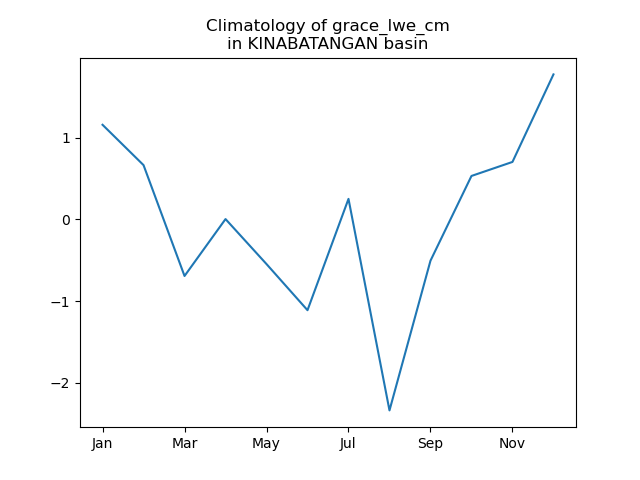 Climatology of grace_lwe_cm
in KINABATANGAN basin
1
0
−1
−2
Jan
Mar
May
Jul
Sep
Nov